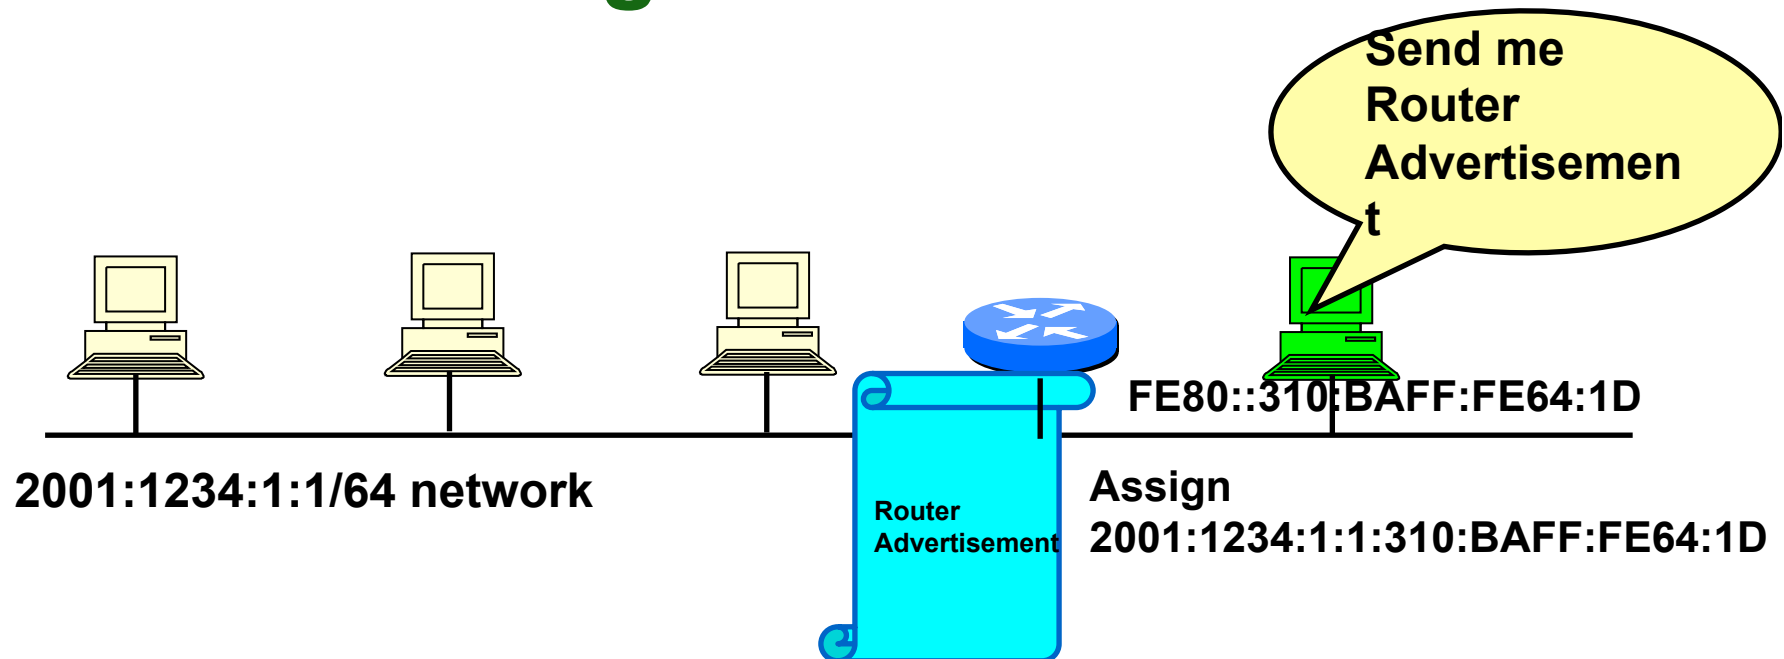 Send me
Router
Advertisemen
t
FE80::310:BAFF:FE64:1D
2001:1234:1:1/64 network
Router
Advertisement
Assign
2001:1234:1:1:310:BAFF:FE64:1D